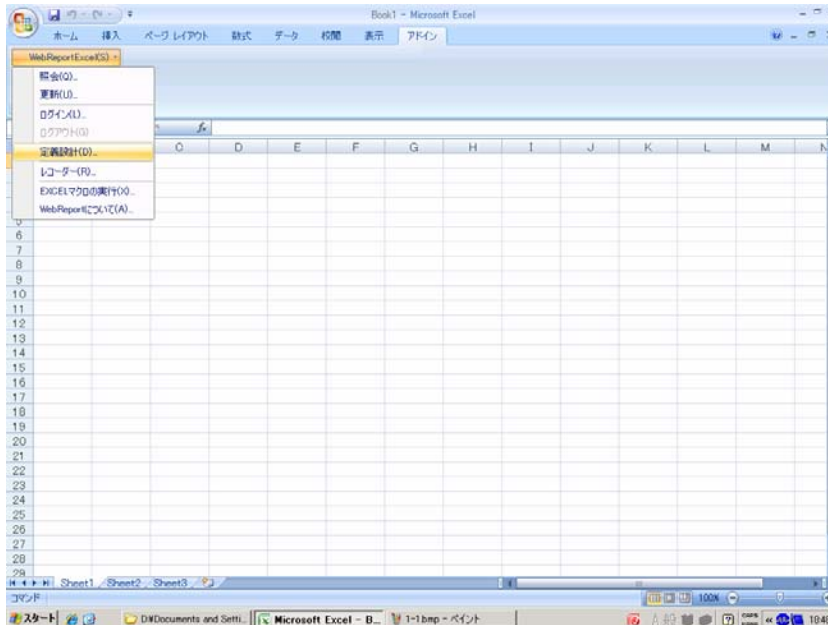 Book1 - Microsoft Excel
ホーム 挿入 ページ レイアウト 数式 データ 校閲 表示 アドイン
WebReportExcel(S)
照会(Q)...
更新(U)...
ログイン(L)...
ログアウト(G)
定義設計(D)...
レコーダー(R)...
EXCELマクロの実行(X)...
WebReportについて(A)...
fx
C D E F G H I J K L M N
6
7
8
9
10
11
12
13
14
15
16
17
18
19
20
21
22
23
24
25
26
27
28
29
Sheet1 Sheet2 Sheet3
コマンド 100%
スタート D:¥Documents and Setti... Microsoft Excel - B... 1-1.bmp - ペイント